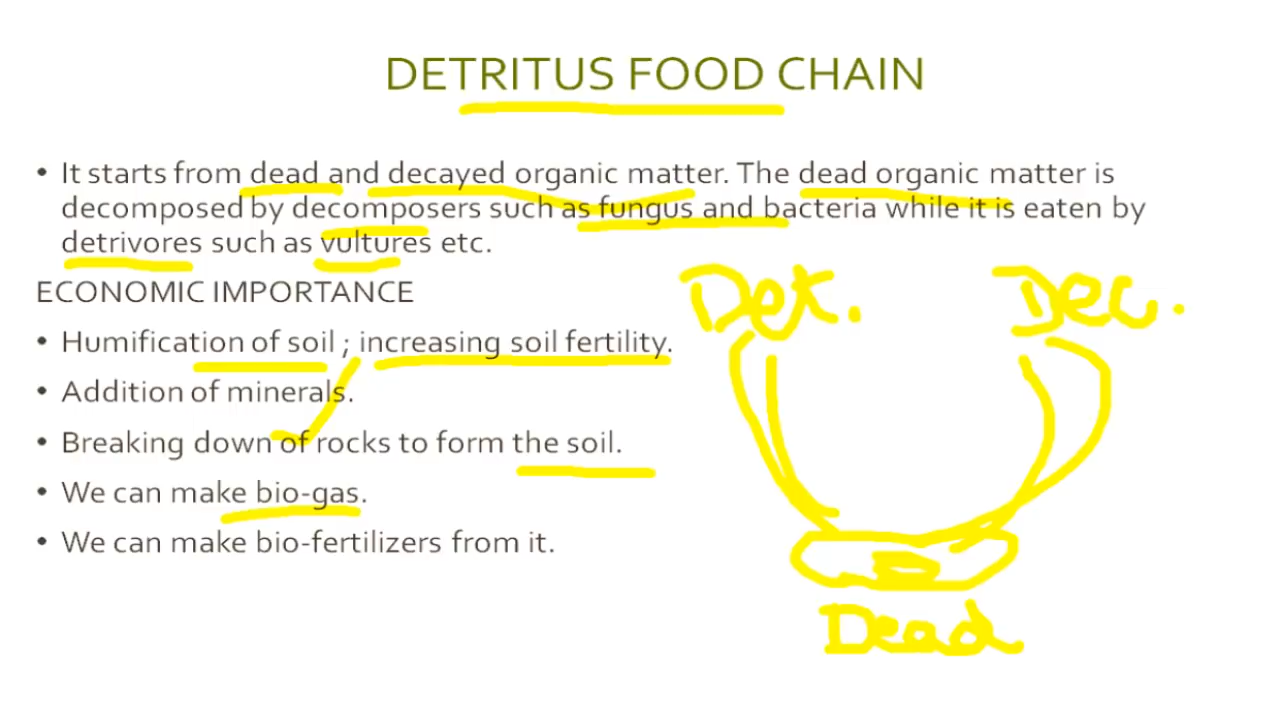 DETRITUS FOOD CHAIN
• It starts from dead and decayed organic matter. The dead organic matter is
decomposed by decomposers such as fungus and bacteria while it is eaten by
detrivores such as vultures etc.
ECONOMIC IMPORTANCE
• Humification of soil ; increasing soil fertility.
• Addition of minerals.
• Breaking down of rocks to form the soil.
• We can make bio-gas.
• We can make bio-fertilizers from it.
Det. Dec.
Dead